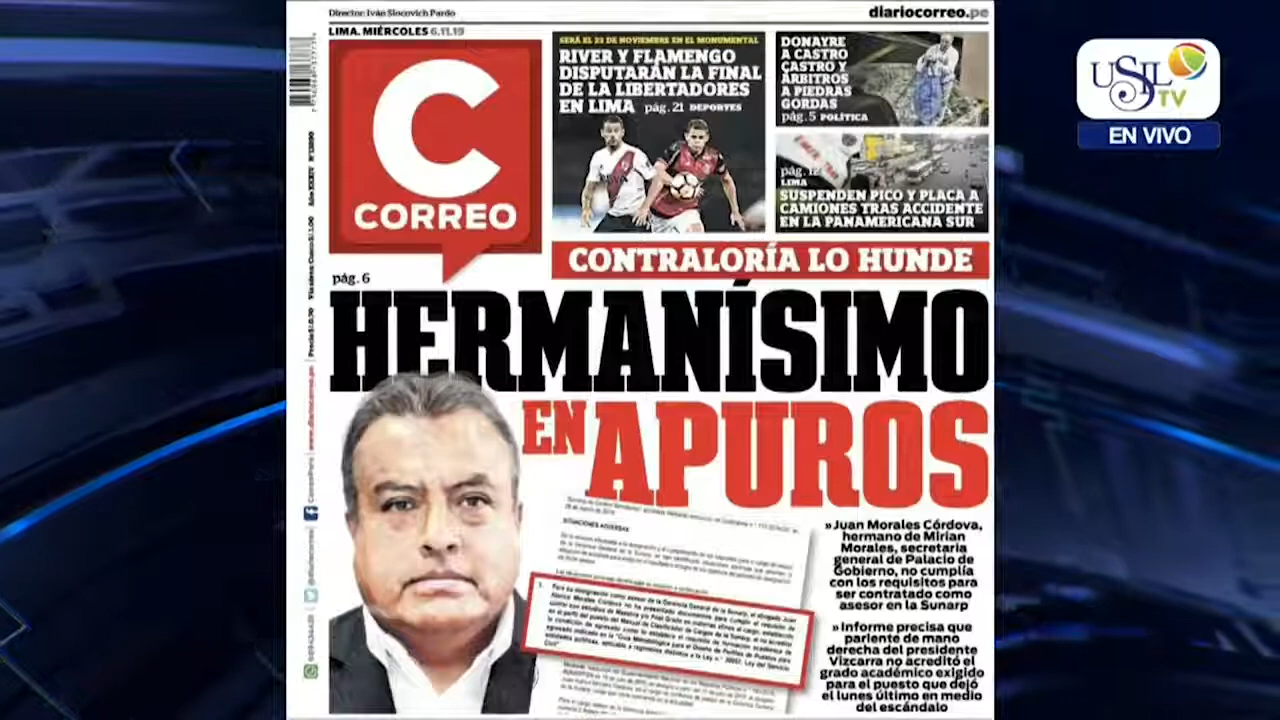 Director: Iván Slocovich Pardo
diariocorreo.pe
LIMA. MIÉRCOLES 6.11.19
C
CORREO
SERÁ EL 23 DE NOVIEMBRE EN EL MONUMENTAL
RIVER Y FLAMENGO
DISPUTARÁN LA FINAL
DE LA LIBERTADORES
EN LIMA pág. 21 DEPORTES
DONAYRE
A CASTRO
CASTRO Y
ÁRBITROS
A PIEDRAS
GORDAS
pág. 5 POLÍTICA
pág. 12
LIMA
SUSPENDEN PICO Y PLACA A
CAMIONES TRAS ACCIDENTE
EN LA PANAMERICANA SUR
USIL
TV
EN VIVO
CONTRALORÍA LO HUNDE
pág. 6
HERMANÍSIMO
EN APUROS
»Juan Morales Córdova,
hermano de Mirian
Morales, secretaria
general de Palacio de
Gobierno, no cumplía
con los requisitos para
ser contratado como
asesor en la Sunarp
»Informe precisa que
pariente de mano
derecha del presidente
Vizcarra no acreditó el
grado académico exigido
para el puesto que dejó
el lunes último en medio
del escándalo
www.diariocorreo.pe
SITUACIONES ADVERSAS